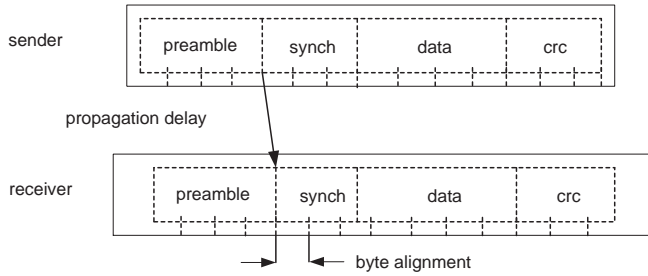 sender
preamble synch data crc
propagation delay
receiver
preamble synch data crc
byte alignment